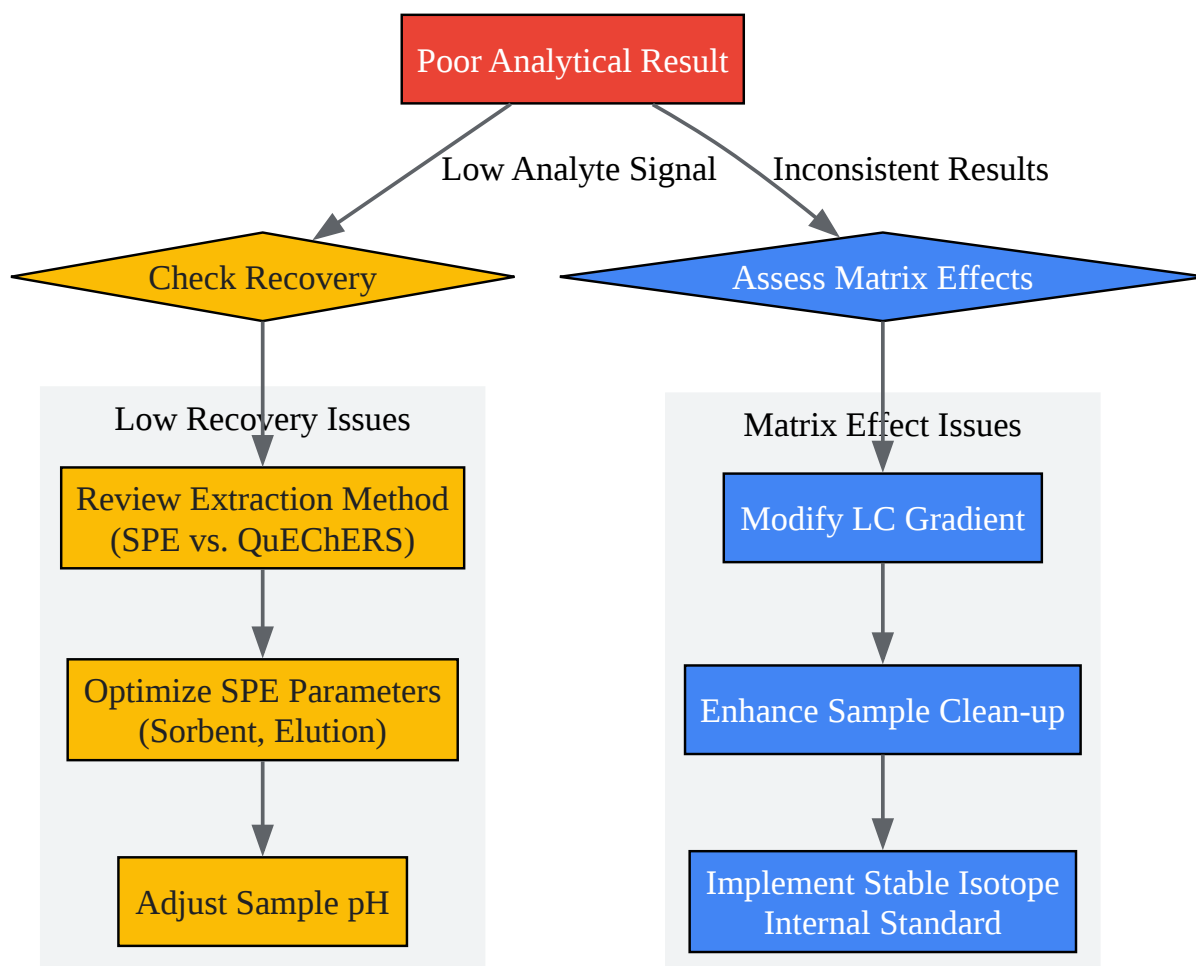 Poor Analytical Result
Low Analyte Signal
Inconsistent Results
Check Recovery
Assess Matrix Effects
Low Recovery Issues
Matrix Effect Issues
Review Extraction Method
(SPE vs. QuEChERS)
Modify LC Gradient
Optimize SPE Parameters
(Sorbent, Elution)
Enhance Sample Clean-up
Adjust Sample pH
Implement Stable Isotope
Internal Standard